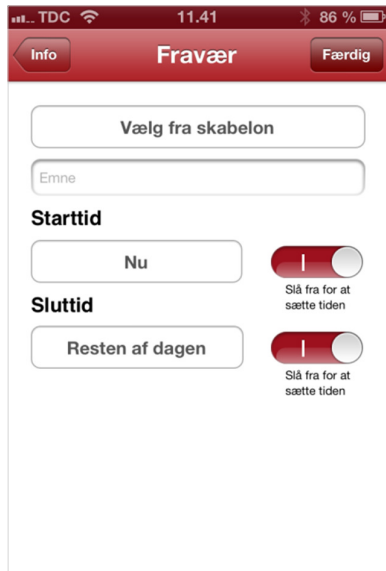 TDC 11.41 86 %
Info Fravær Færdig
Vælg fra skabelon
Emne
Starttid
Nu
Slå fra for at
sætte tiden
Sluttid
Resten af dagen
Slå fra for at
sætte tiden